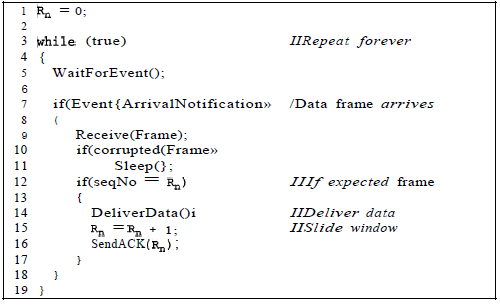 1 Rn = 0;
2
3 while (true) IIRepeat forever
4 {
5 WaitForEvent();
6
7 if(Event{ArrivalNotification» /Data frame arrives
8 (
9 Receive(Frame);
10 if(corrupted(Frame»
11 Sleep(};
12 if(seqNo == Rn) IIIf expected frame
13 {
14 DeliverData()i IIDeliver data
15 Rn =Rn + 1; IISlide window
16 SendACK(Rn);
17 }
18 }
19 }